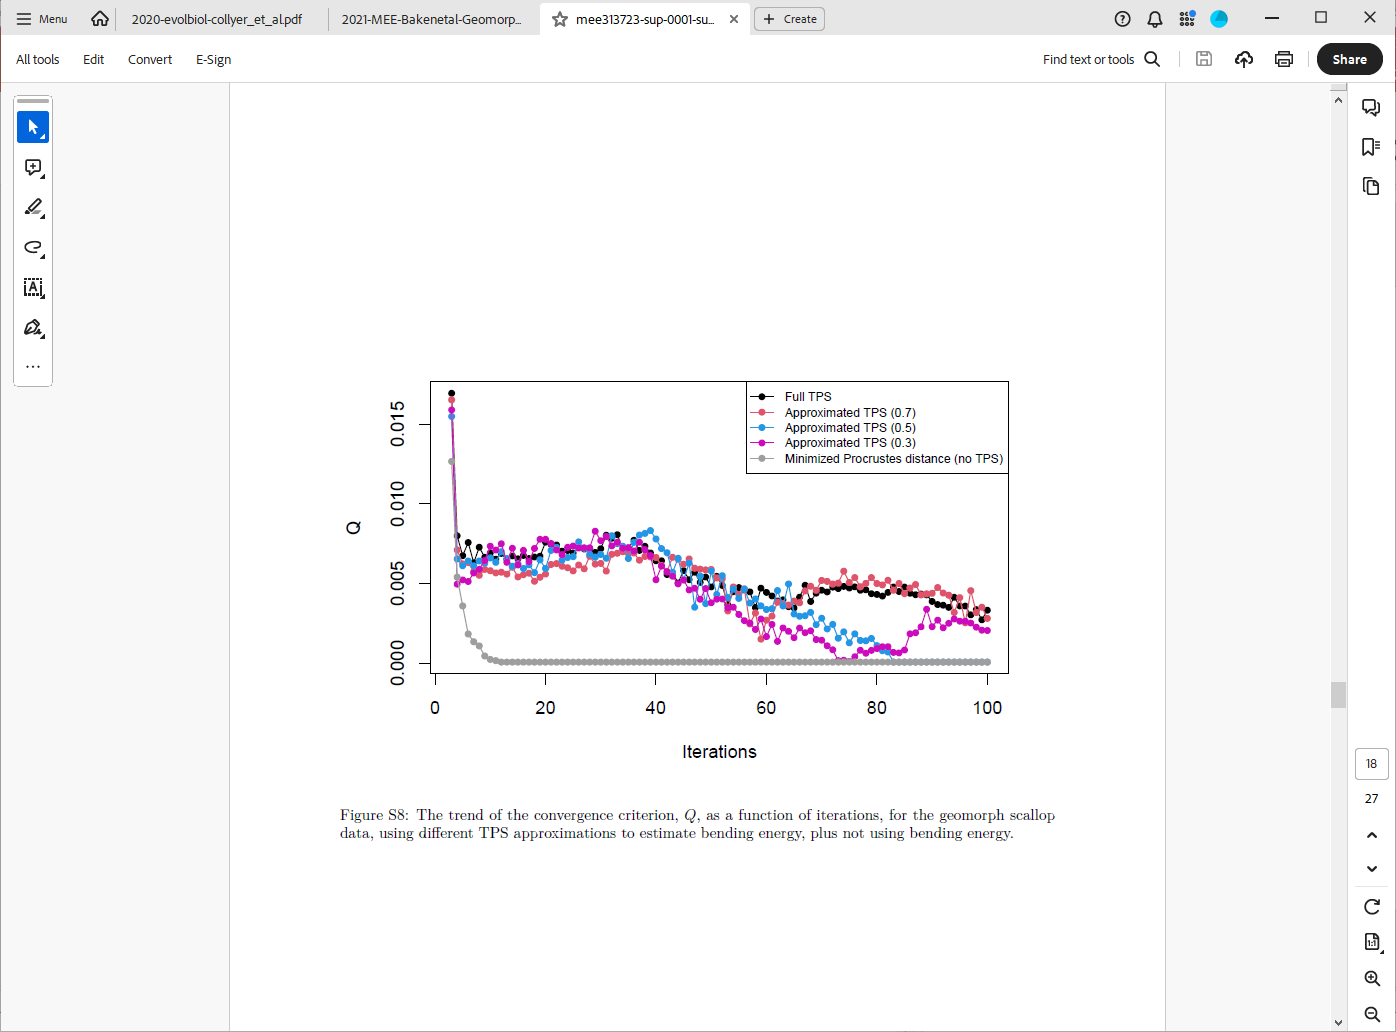 Menu
2020-evolbiol-collyer_et_al.pdf
2021-MEE-Bakenetal-Geomorp...
mee313723-sup-0001-su...
Create
All tools
Edit
Convert
E-Sign
Find text or tools
Share
Full TPS
Approximated TPS (0.7)
Approximated TPS (0.5)
Approximated TPS (0.3)
Minimized Procrustes distance (no TPS)
0.015
0.010
0.005
0.000
Q
0 20 40 60 80 100
Iterations
Figure S8: The trend of the convergence criterion, Q, as a function of iterations, for the geomorph scallop
data, using different TPS approximations to estimate bending energy, plus not using bending energy.
18
27
1:1